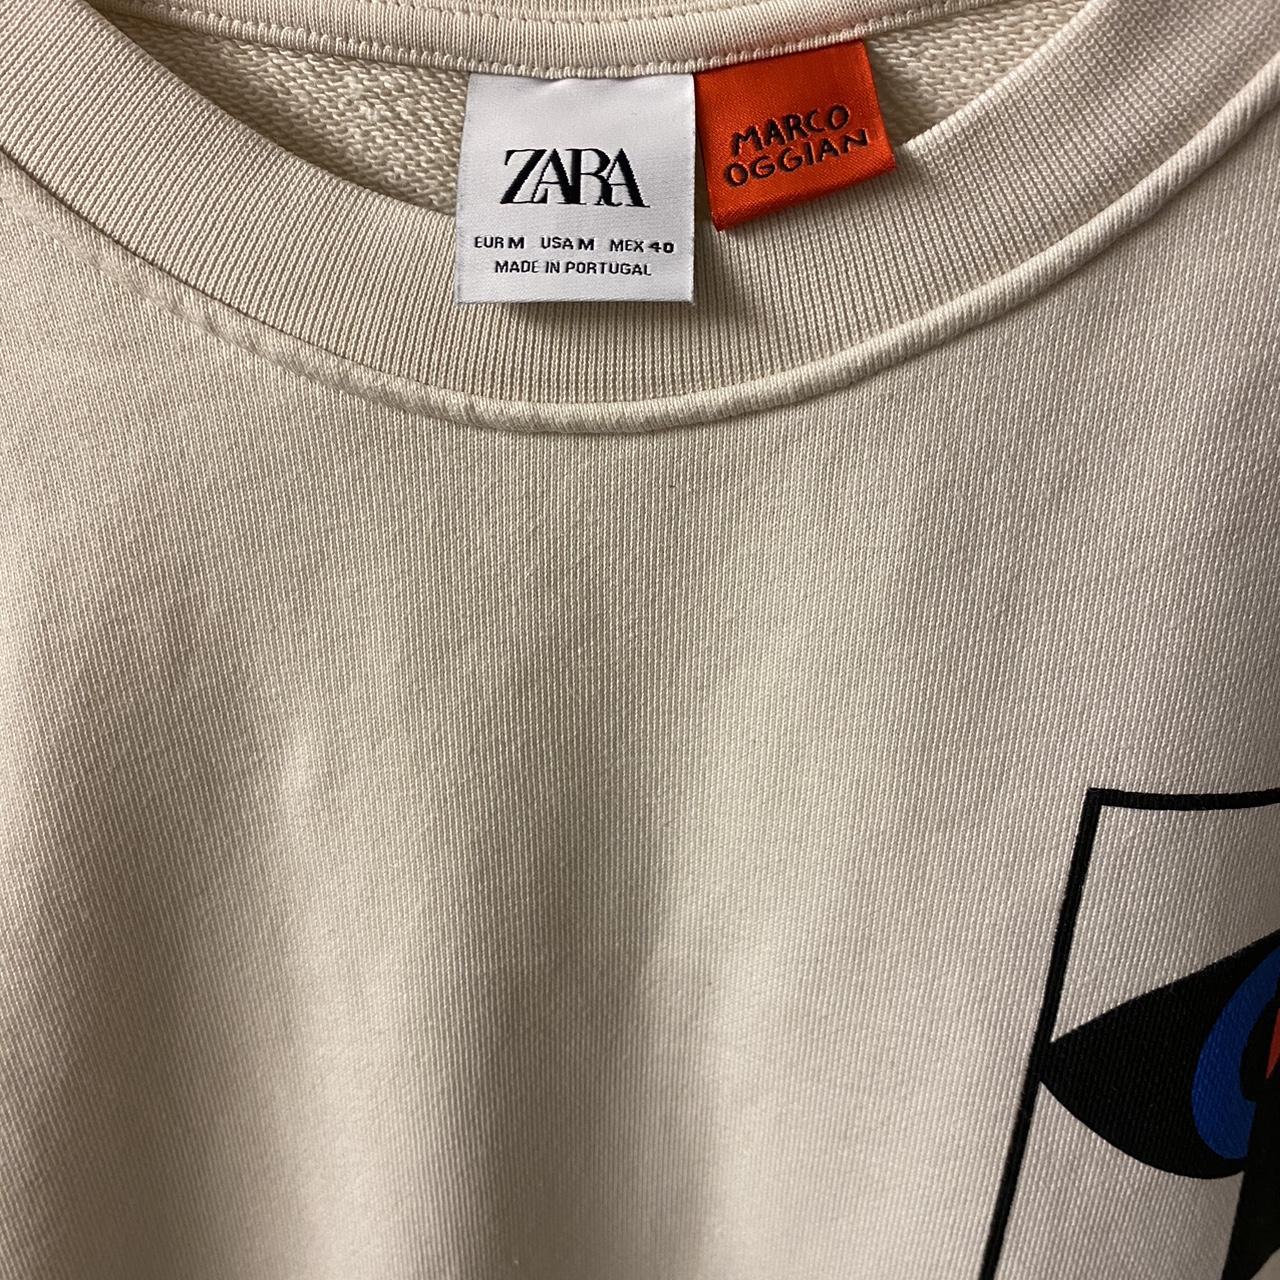 ZARA
EUR M USA M MEX 40
MADE IN PORTUGAL
MARCO
OGGIAN